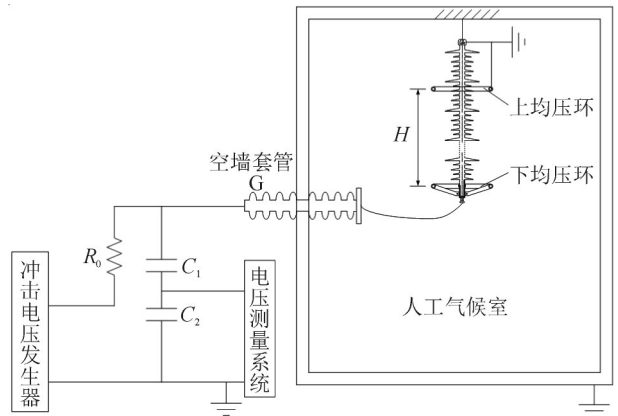 上均压环
H
下均压环
空墙套管
G
R₀
C₁
C₂
冲击电压发生器
电压测量系统
人工气候室